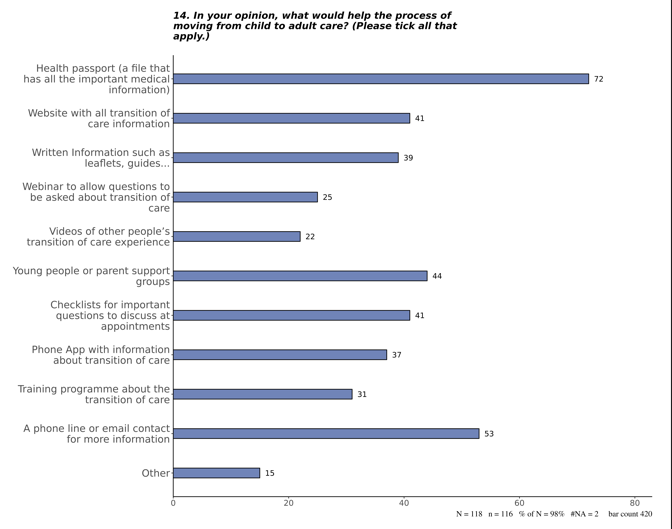 14. In your opinion, what would help the process of
moving from child to adult care? (Please tick all that
apply.)
Health passport (a file that
has all the important medical
information)
72
Website with all transition of
care information
41
Written Information such as
leaflets, guides...
39
Webinar to allow questions to
be asked about transition of
care
25
Videos of other people’s
transition of care experience
22
Young people or parent support
groups
44
Checklists for important
questions to discuss at
appointments
41
Phone App with information
about transition of care
37
Training programme about the
transition of care
31
A phone line or email contact
for more information
53
Other
15
0 20 40 60 80
N = 118 n = 116 % of N = 98% #NA = 2 bar count 420